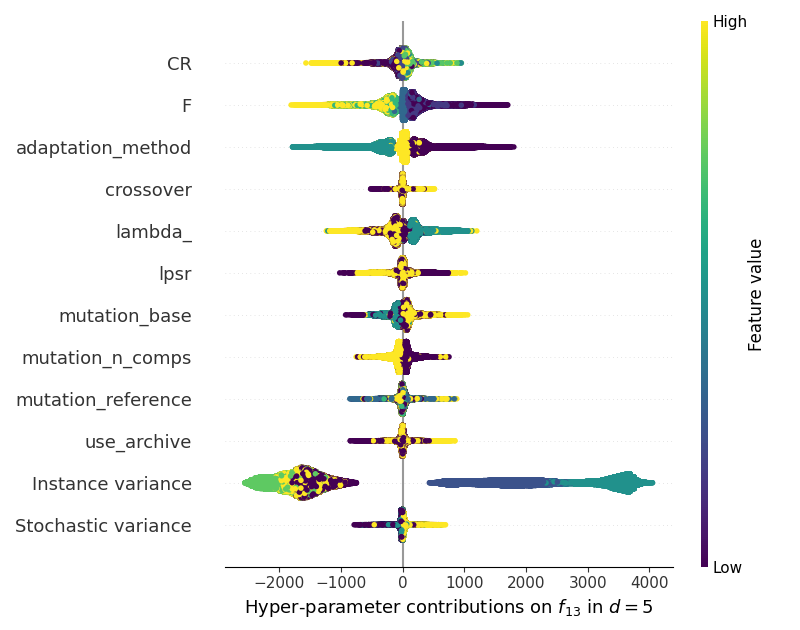 High
CR
F
adaptation_method
crossover
lambda_
lpsr
mutation_base
mutation_n_comps
mutation_reference
use_archive
Instance variance
Stochastic variance
Feature value
Low
−2000 −1000 0 1000 2000 3000 4000
Hyper-parameter contributions on f₁₃ in d = 5